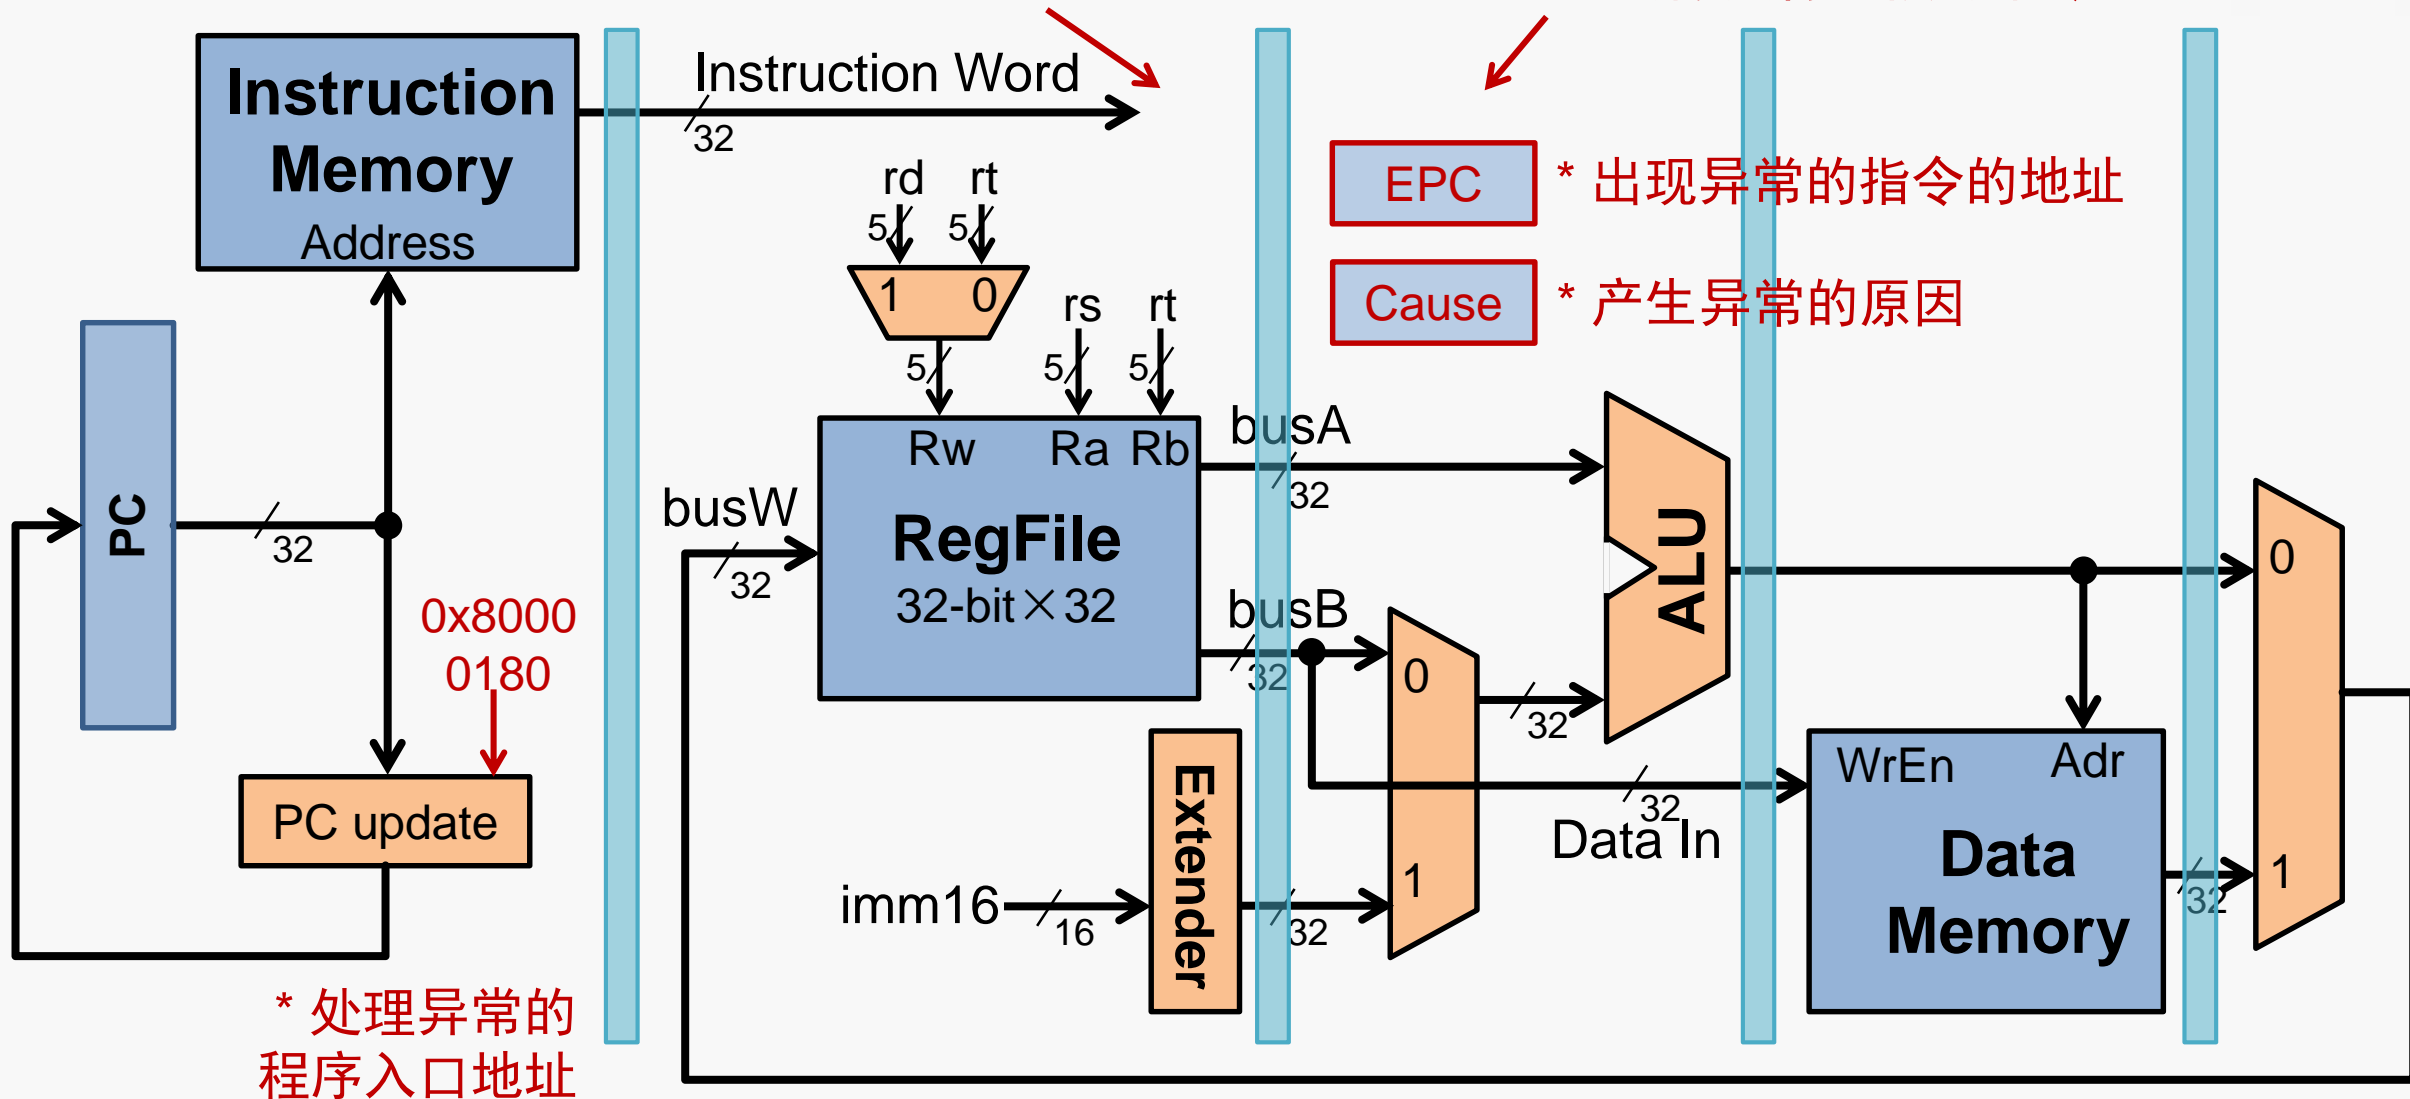 Instruction
Memory
Address
Instruction Word
32
rd
rt
5
5
1
0
5
rs
rt
5
5
EPC
* 出现异常的指令的地址
Cause
* 产生异常的原因
PC
32
0x8000
0180
PC update
* 处理异常的
程序入口地址
busW
32
Rw
Ra
Rb
RegFile
32-bit×32
busA
32
busB
32
imm16
16
Extender
32
0
1
32
ALU
32
Data In
WrEn
Adr
Data
Memory
32
0
1